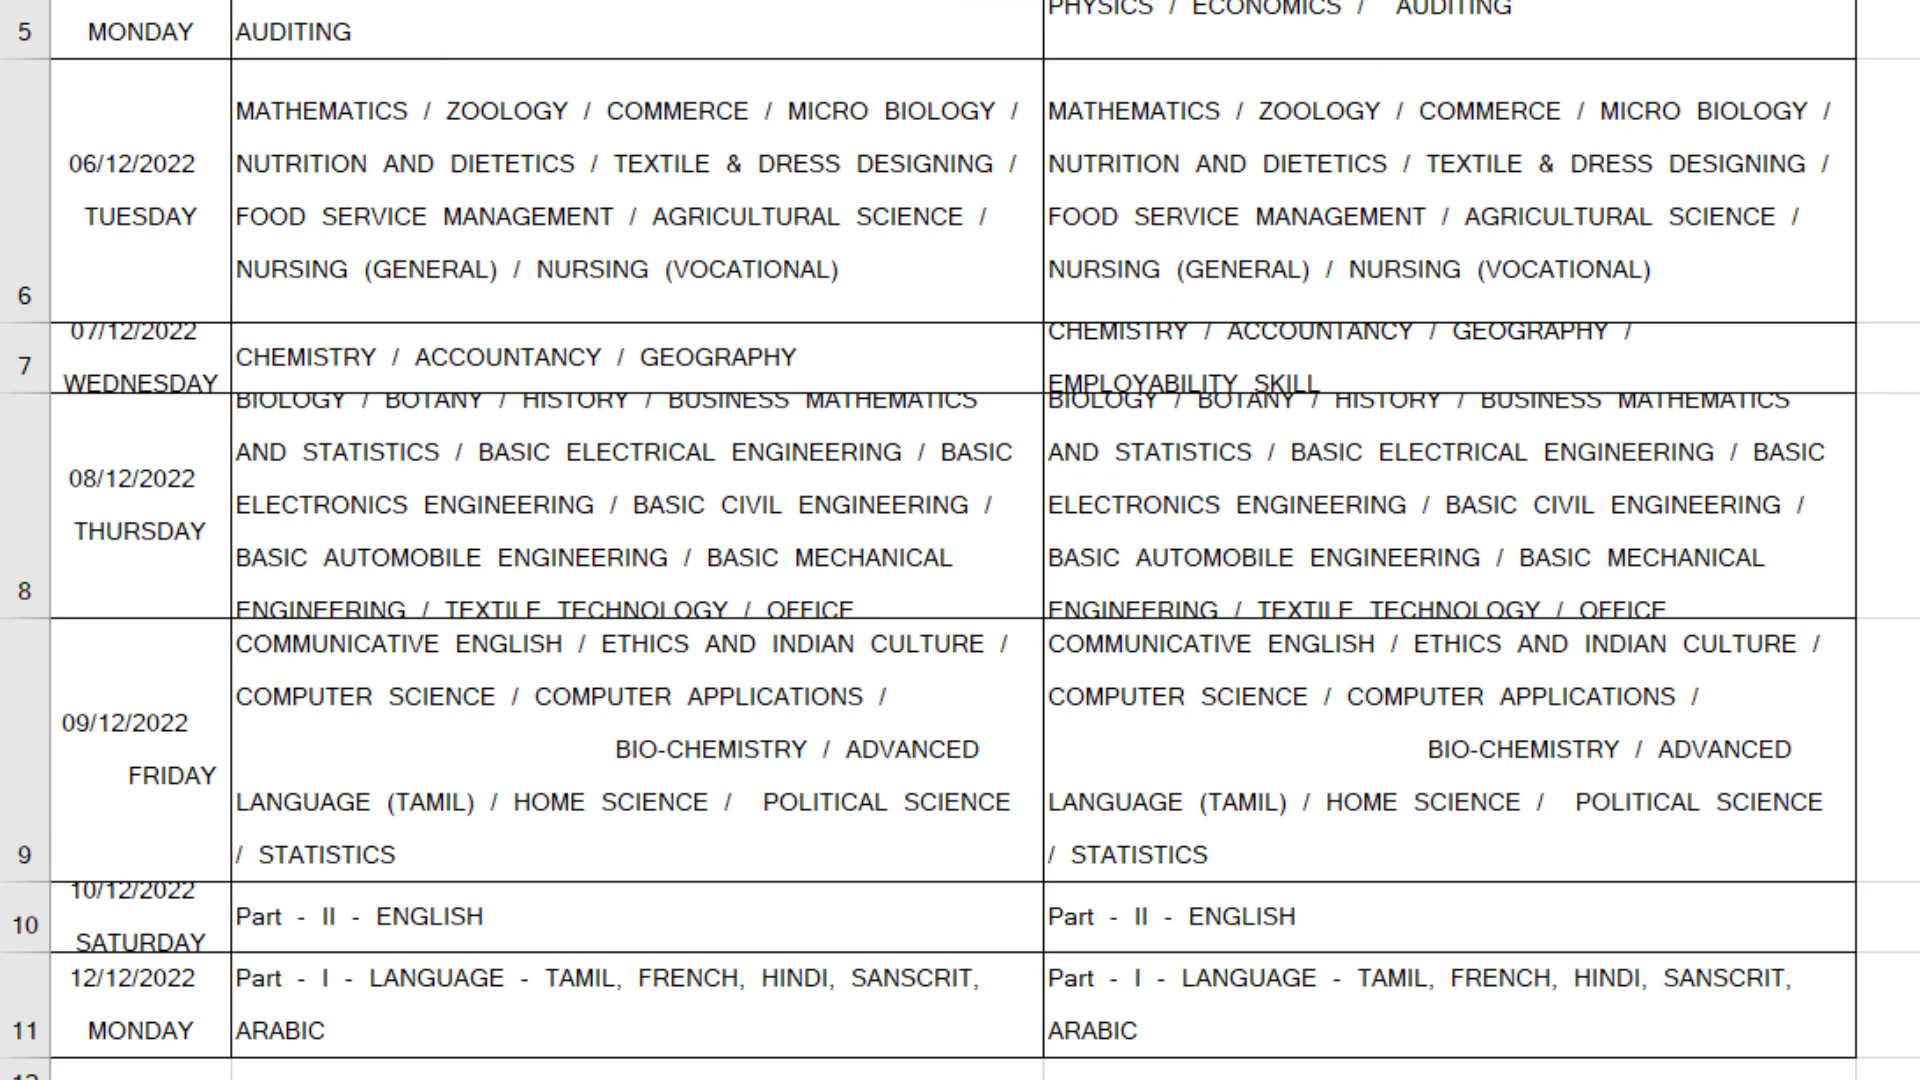 PHYSICS / ECONOMICS / AUDITING
5
MONDAY
AUDITING
06/12/2022
TUESDAY
MATHEMATICS / ZOOLOGY / COMMERCE / MICRO BIOLOGY /
NUTRITION AND DIETETICS / TEXTILE & DRESS DESIGNING /
FOOD SERVICE MANAGEMENT / AGRICULTURAL SCIENCE /
NURSING (GENERAL) / NURSING (VOCATIONAL)
MATHEMATICS / ZOOLOGY / COMMERCE / MICRO BIOLOGY /
NUTRITION AND DIETETICS / TEXTILE & DRESS DESIGNING /
FOOD SERVICE MANAGEMENT / AGRICULTURAL SCIENCE /
NURSING (GENERAL) / NURSING (VOCATIONAL)
6
07/12/2022
WEDNESDAY
7
CHEMISTRY / ACCOUNTANCY / GEOGRAPHY
CHEMISTRY / ACCOUNTANCY / GEOGRAPHY /
EMPLOYABILITY SKILL
08/12/2022
THURSDAY
BIOLOGY / BOTANY / HISTORY / BUSINESS MATHEMATICS
AND STATISTICS / BASIC ELECTRICAL ENGINEERING / BASIC
ELECTRONICS ENGINEERING / BASIC CIVIL ENGINEERING /
BASIC AUTOMOBILE ENGINEERING / BASIC MECHANICAL
ENGINEERING / TEXTILE TECHNOLOGY / OFFICE
BIOLOGY / BOTANY / HISTORY / BUSINESS MATHEMATICS
AND STATISTICS / BASIC ELECTRICAL ENGINEERING / BASIC
ELECTRONICS ENGINEERING / BASIC CIVIL ENGINEERING /
BASIC AUTOMOBILE ENGINEERING / BASIC MECHANICAL
ENGINEERING / TEXTILE TECHNOLOGY / OFFICE
8
09/12/2022
FRIDAY
COMMUNICATIVE ENGLISH / ETHICS AND INDIAN CULTURE /
COMPUTER SCIENCE / COMPUTER APPLICATIONS /
BIO-CHEMISTRY / ADVANCED
LANGUAGE (TAMIL) / HOME SCIENCE / POLITICAL SCIENCE
/ STATISTICS
COMMUNICATIVE ENGLISH / ETHICS AND INDIAN CULTURE /
COMPUTER SCIENCE / COMPUTER APPLICATIONS /
BIO-CHEMISTRY / ADVANCED
LANGUAGE (TAMIL) / HOME SCIENCE / POLITICAL SCIENCE
/ STATISTICS
9
10/12/2022
SATURDAY
10
Part - II - ENGLISH
Part - II - ENGLISH
12/12/2022
MONDAY
Part - I - LANGUAGE - TAMIL, FRENCH, HINDI, SANSCRIT,
ARABIC
Part - I - LANGUAGE - TAMIL, FRENCH, HINDI, SANSCRIT,
ARABIC
11